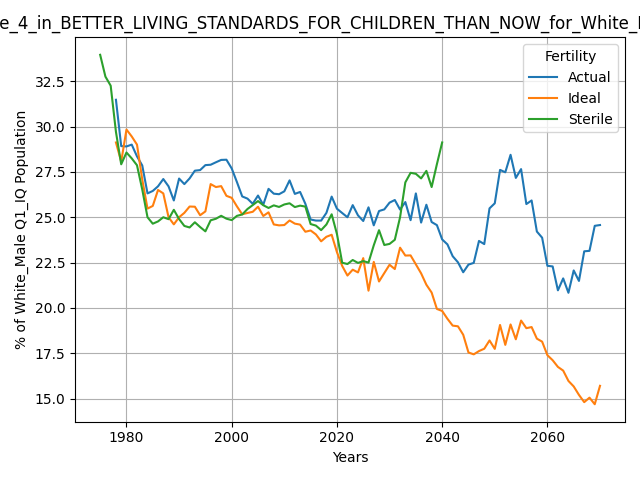 e_4_in_BETTER_LIVING_STANDARDS_FOR_CHILDREN_THAN_NOW_for_White_
Fertility
Actual
Ideal
Sterile
% of White_Male Q1_IQ Population
32.5
30.0
27.5
25.0
22.5
20.0
17.5
15.0
1980
2000
2020
2040
2060
Years